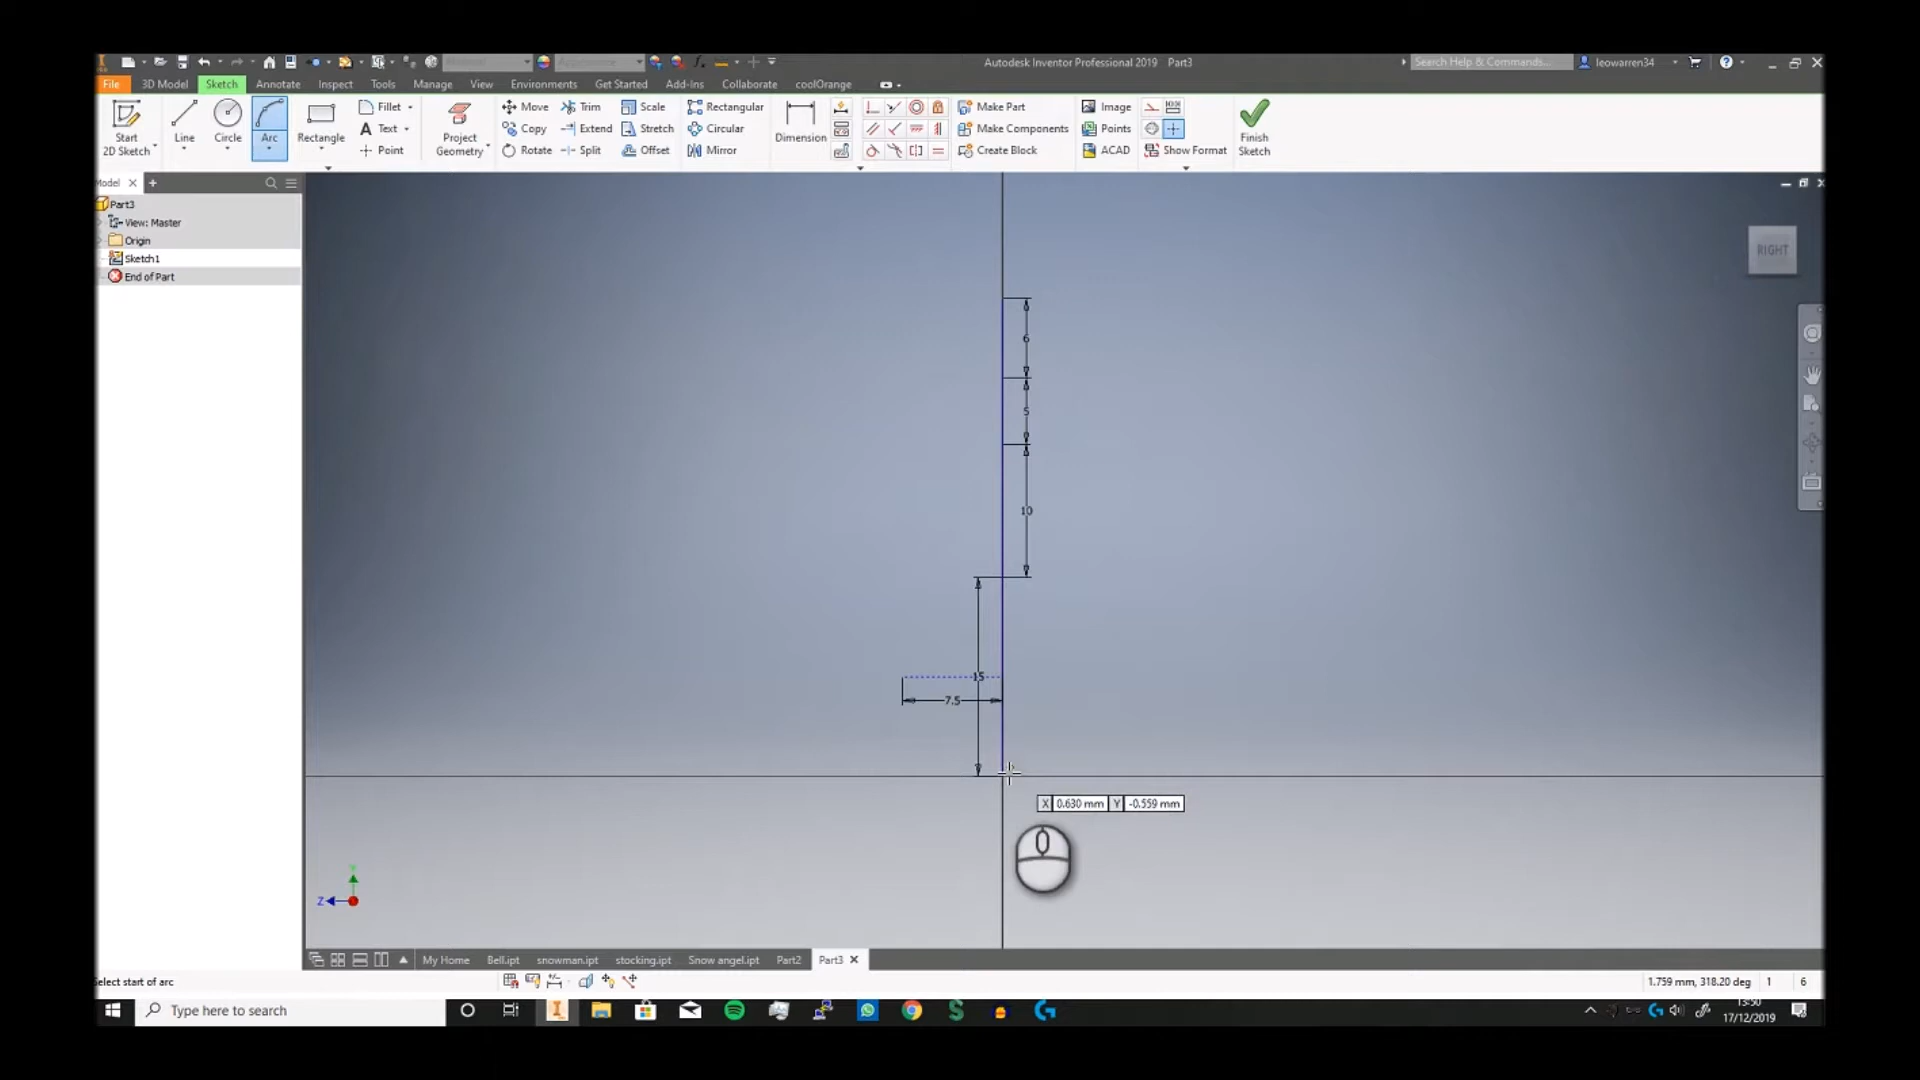 Autodesk Inventor Professional 2019 Part3
Search Help & Commands...
leowarren34
File 3D Model Sketch Annotate Inspect Tools Manage View Environments Get Started Add-Ins Collaborate coolOrange
Start
2D Sketch
Line
Circle
Arc
Rectangle
Fillet
Text
Point
Project
Geometry
Move
Copy
Rotate
Trim
Extend
Split
Scale
Stretch
Offset
Rectangular
Circular
Mirror
Dimension
Make Part
Make Components
Create Block
Image
Points
ACAD
Show Format
Finish
Sketch
Model
Part3
View: Master
Origin
Sketch1
End of Part
RIGHT
6
5
10
15
7.5
X 0.630 mm Y -0.559 mm
Z
My Home Bell.ipt snowman.ipt stocking.ipt Snow angel.ipt Part2 Part3
elect start of arc
1.759 mm, 318.20 deg 1 6
Type here to search
13:50
17/12/2019